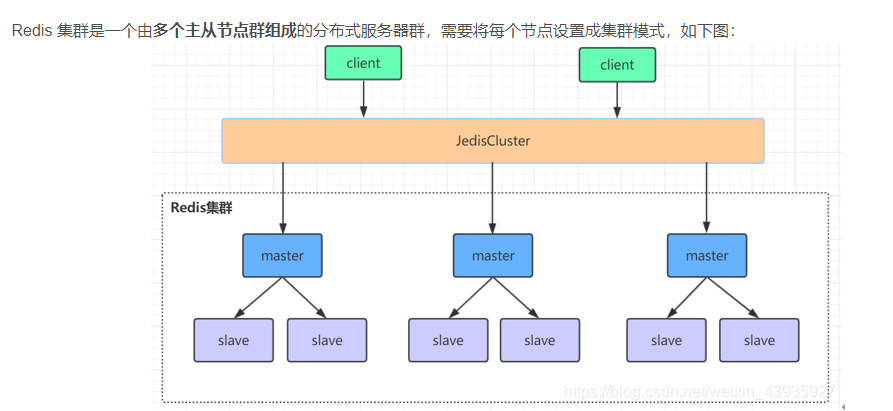 Redis 集群是一个由多个主从节点群组成的分布式服务器群，需要将每个节点设置成集群模式，如下图：
client client
JedisCluster
Redis集群
master master master
slave slave slave slave slave slave
https://blog.csdn.net/weixin_43935927